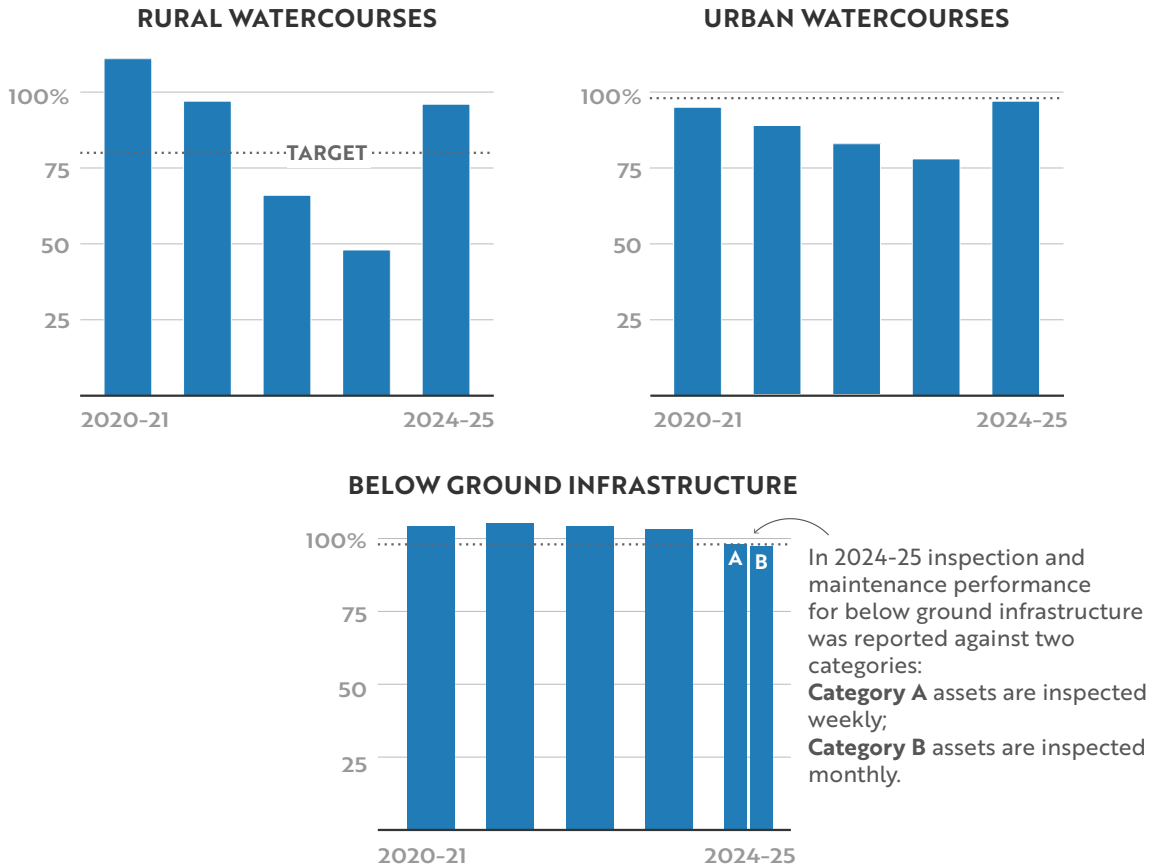 RURAL WATERCOURSES
100%
TARGET
75
50
25
2020-21
2024-25
URBAN WATERCOURSES
100%
75
50
25
2020-21
2024-25
BELOW GROUND INFRASTRUCTURE
100%
75
50
25
A
B
2020-21
2024-25
In 2024-25 inspection and
maintenance performance
for below ground infrastructure
was reported against two
categories:
Category A assets are inspected
weekly;
Category B assets are inspected
monthly.